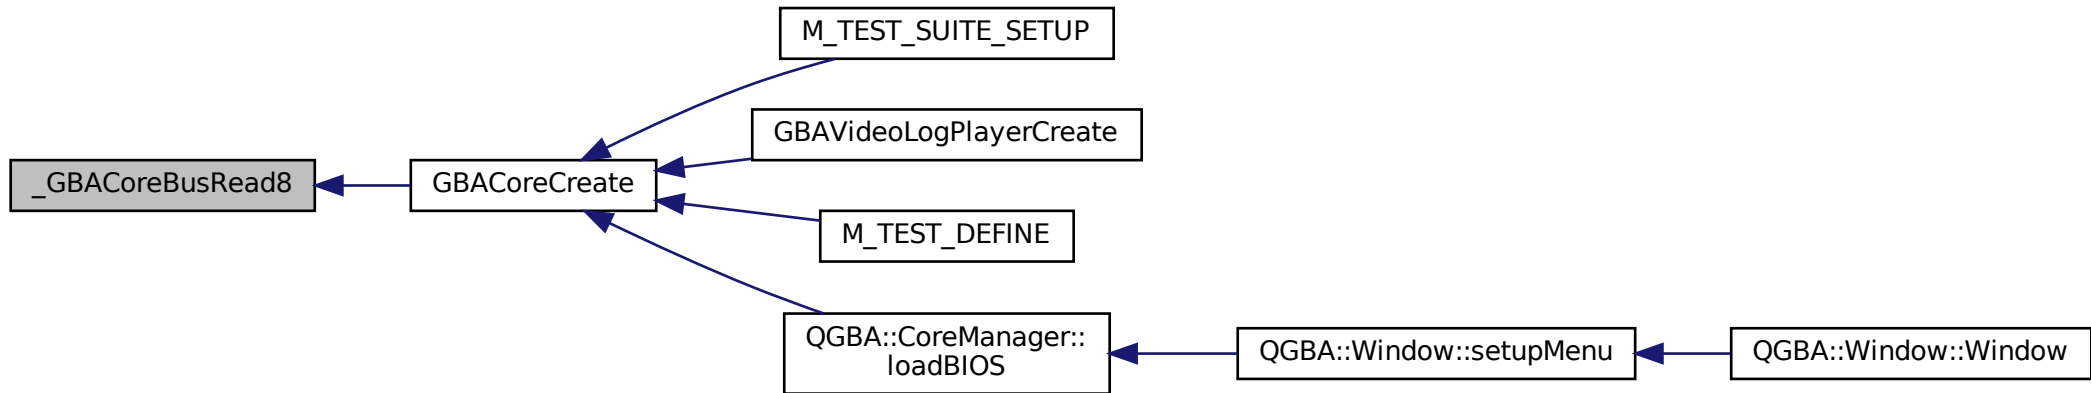 M_TEST_SUITE_SETUP
GBAVideoLogPlayerCreate
_GBACoreBusRead8
GBACoreCreate
M_TEST_DEFINE
QGBA::CoreManager::
loadBIOS
QGBA::Window::setupMenu
QGBA::Window::Window